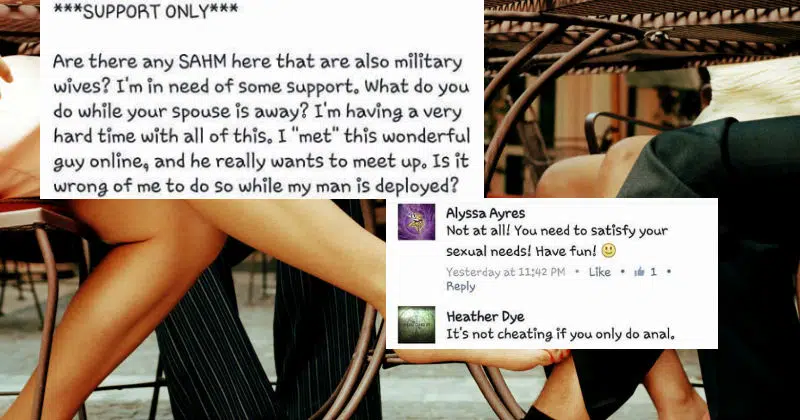 ***SUPPORT ONLY***
Are there any SAHM here that are also military
wives? I'm in need of some support. What do you
do while your spouse is away? I'm having a very
hard time with all of this. I "met" this wonderful
guy online, and he really wants to meet up. Is it
wrong of me to do so while my man is deployed?
Alyssa Ayres
Not at all! You need to satisfy your
sexual needs! Have fun! 🙂
Yesterday at 11:42 PM • Like • 👍 1 •
Reply
Heather Dye
It's not cheating if you only do anal.